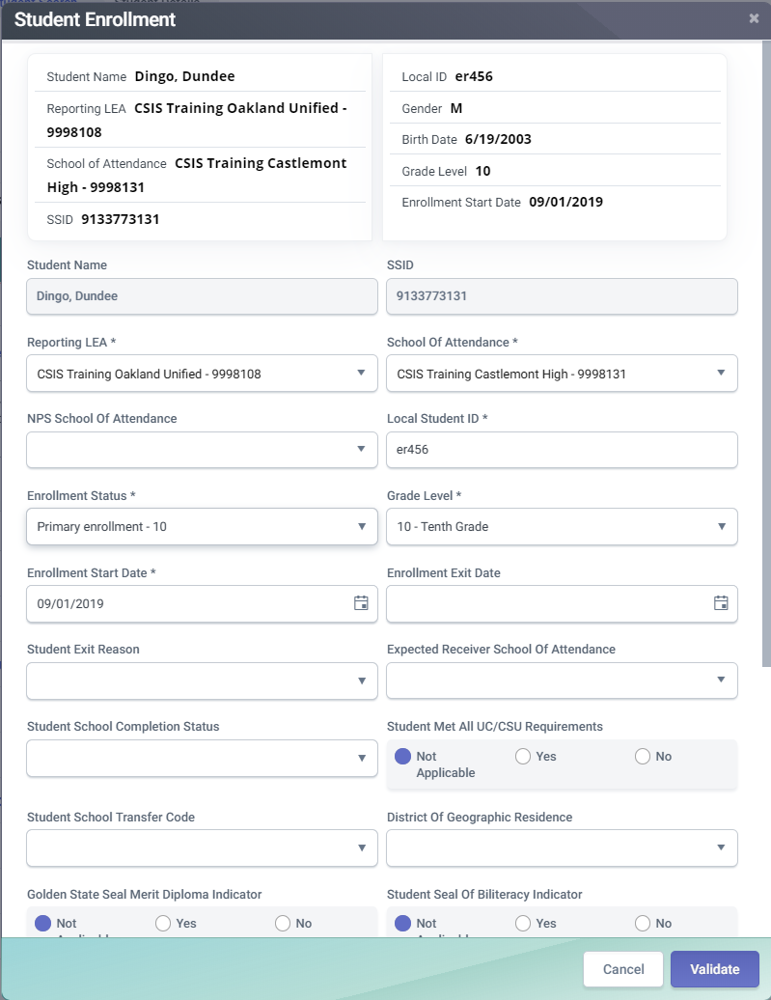 Student Enrollment
Student Name Dingo, Dundee
Reporting LEA CSIS Training Oakland Unified -
9998108
School of Attendance CSIS Training Castlemont
High - 9998131
SSID 9133773131
Local ID er456
Gender M
Birth Date 6/19/2003
Grade Level 10
Enrollment Start Date 09/01/2019
Student Name
SSID
Dingo, Dundee
9133773131
Reporting LEA *
School Of Attendance *
CSIS Training Oakland Unified - 9998108
CSIS Training Castlemont High - 9998131
NPS School Of Attendance
Local Student ID *
er456
Enrollment Status *
Grade Level *
Primary enrollment - 10
10 - Tenth Grade
Enrollment Start Date *
Enrollment Exit Date
09/01/2019
Student Exit Reason
Expected Receiver School Of Attendance
Student School Completion Status
Student Met All UC/CSU Requirements
Not Yes No
Applicable
Student School Transfer Code
District Of Geographic Residence
Golden State Seal Merit Diploma Indicator
Student Seal Of Biliteracy Indicator
Not Yes No
Not Yes No
Cancel
Validate